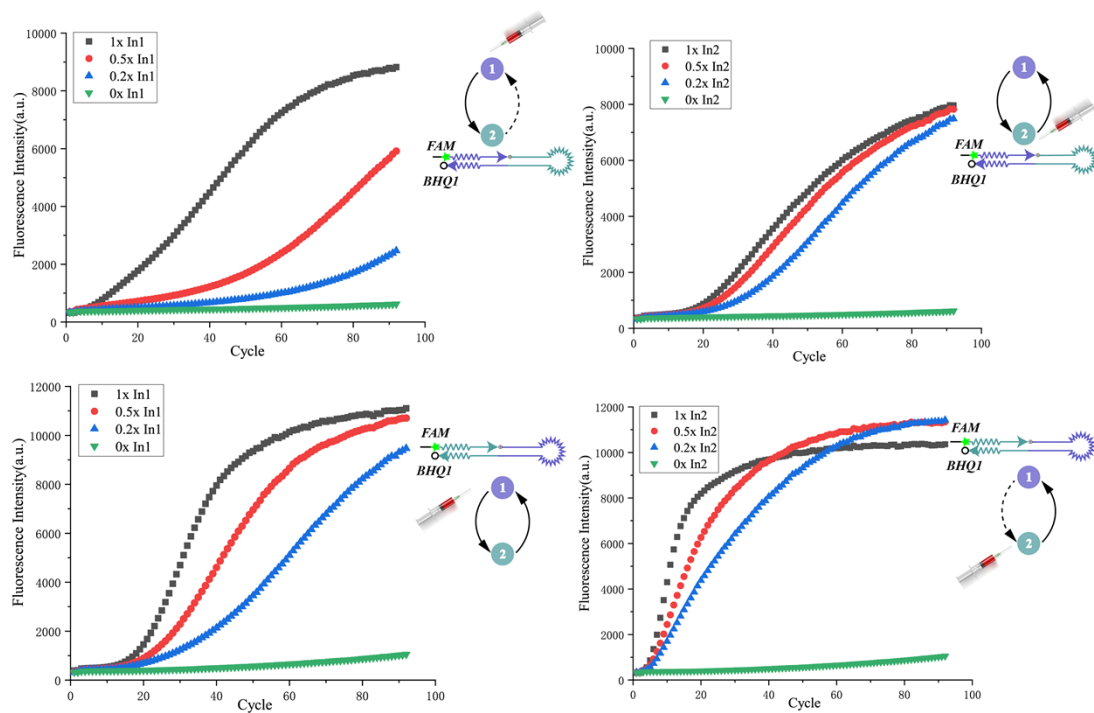 10000
8000
6000
4000
2000
0
0
20
40
60
80
100
Fluorescence Intensity(a.u.)
Cycle
1x In1
0.5x In1
0.2x In1
0x In1
1
2
FAM
BHQ1
10000
8000
6000
4000
2000
0
0
20
40
60
80
100
Fluorescence Intensity(a.u.)
Cycle
1x In2
0.5x In2
0.2x In2
0x In2
1
2
FAM
BHQ1
12000
10000
8000
6000
4000
2000
0
0
20
40
60
80
100
Fluorescence Intensity(a.u.)
Cycle
1x In1
0.5x In1
0.2x In1
0x In1
FAM
BHQ1
1
2
12000
10000
8000
6000
4000
2000
0
0
20
40
60
80
100
Fluorescence Intensity(a.u.)
Cycle
1x In2
0.5x In2
0.2x In2
0x In2
FAM
BHQ1
1
2